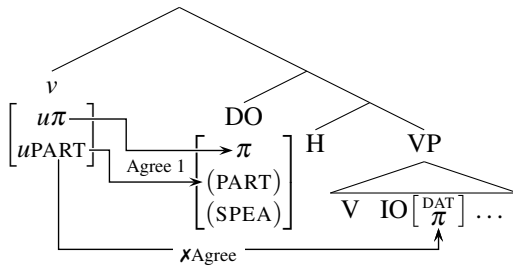 v
DO
H
VP
uπ
uPART
Agree 1
π
(PART)
(SPEA)
V IO [DAT π] ...
✗Agree